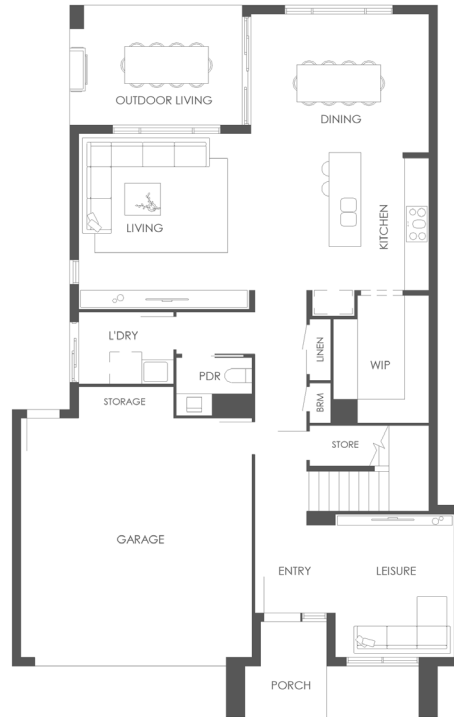 OUTDOOR LIVING
DINING
KITCHEN
LIVING
L'DRY
LINEN
WIP
PDR
STORAGE
BRM
STORE
GARAGE
ENTRY
LEISURE
PORCH